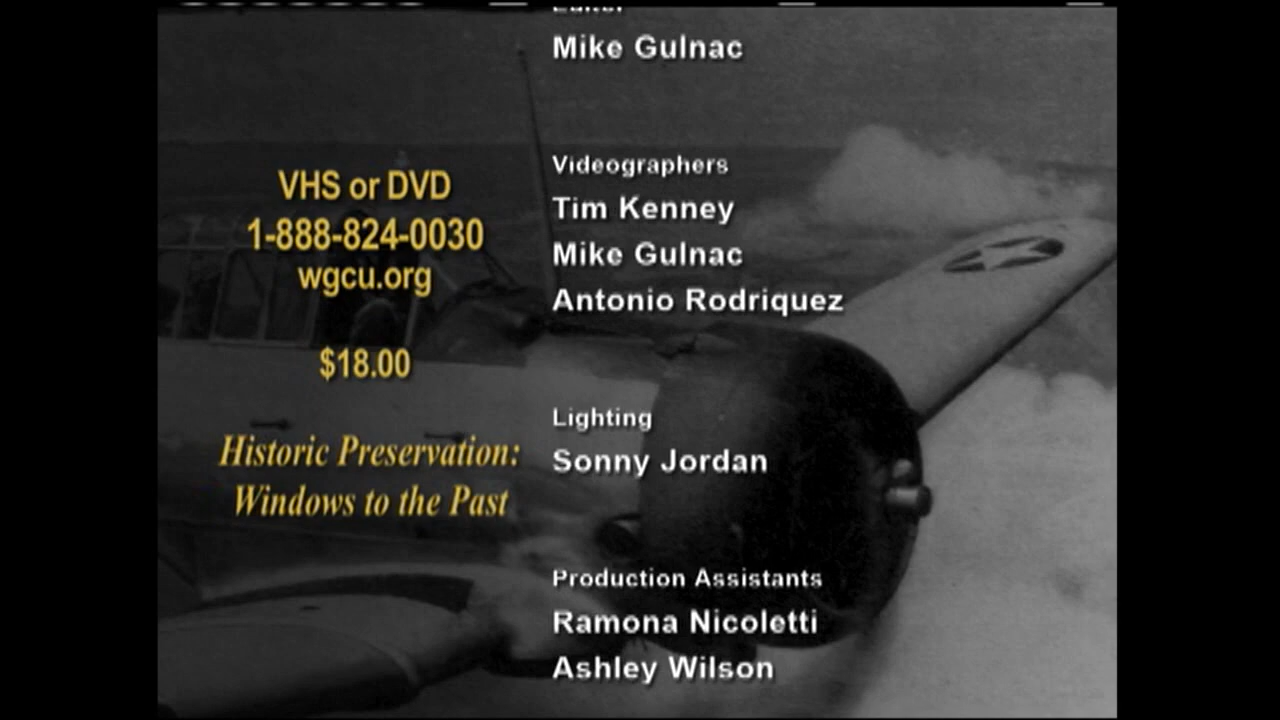 Editor
Mike Gulnac
Videographers
Tim Kenney
Mike Gulnac
Antonio Rodriquez
Lighting
Sonny Jordan
Production Assistants
Ramona Nicoletti
Ashley Wilson
VHS or DVD
1-888-824-0030
wgcu.org
$18.00
Historic Preservation:
Windows to the Past